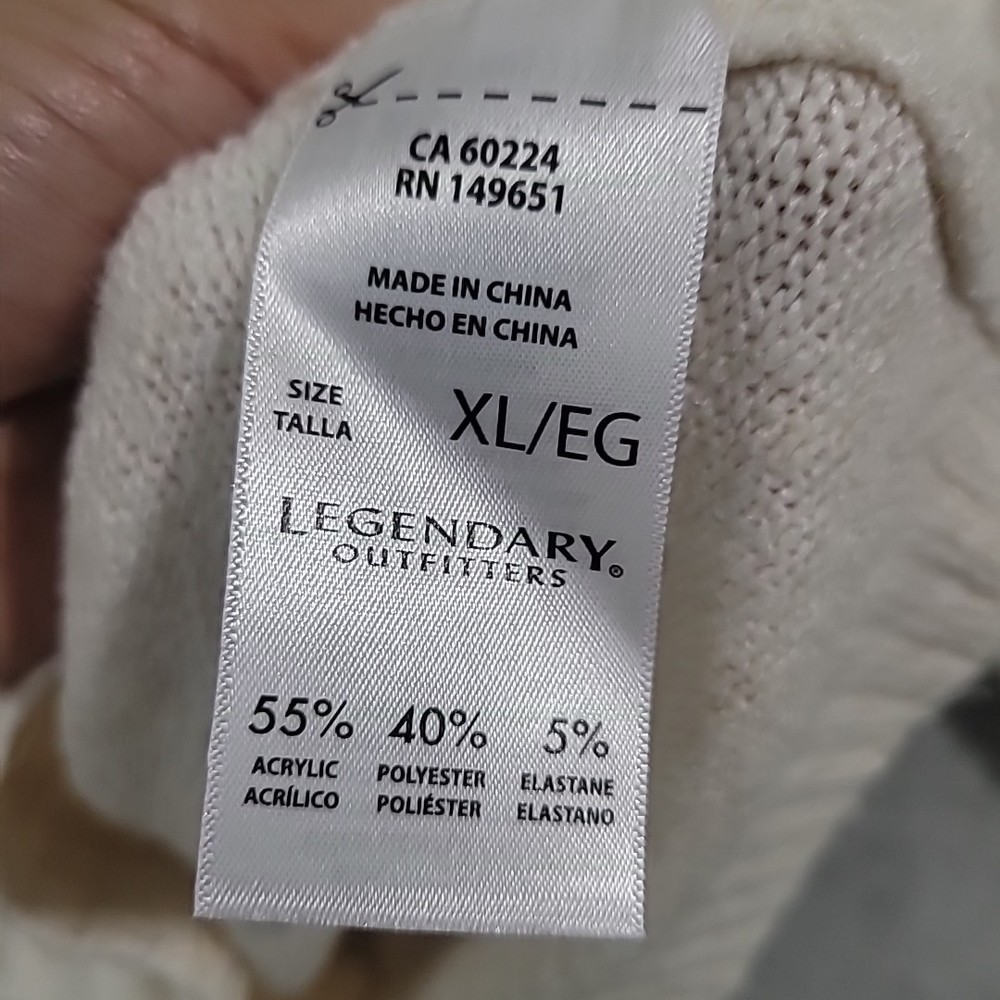 CA 60224
RN 149651
MADE IN CHINA
HECHO EN CHINA
SIZE
TALLA
XL/EG
LEGENDARY®
OUTFITTERS
55% 40% 5%
ACRYLIC POLYESTER ELASTANE
ACRÍLICO POLIÉSTER ELASTANO